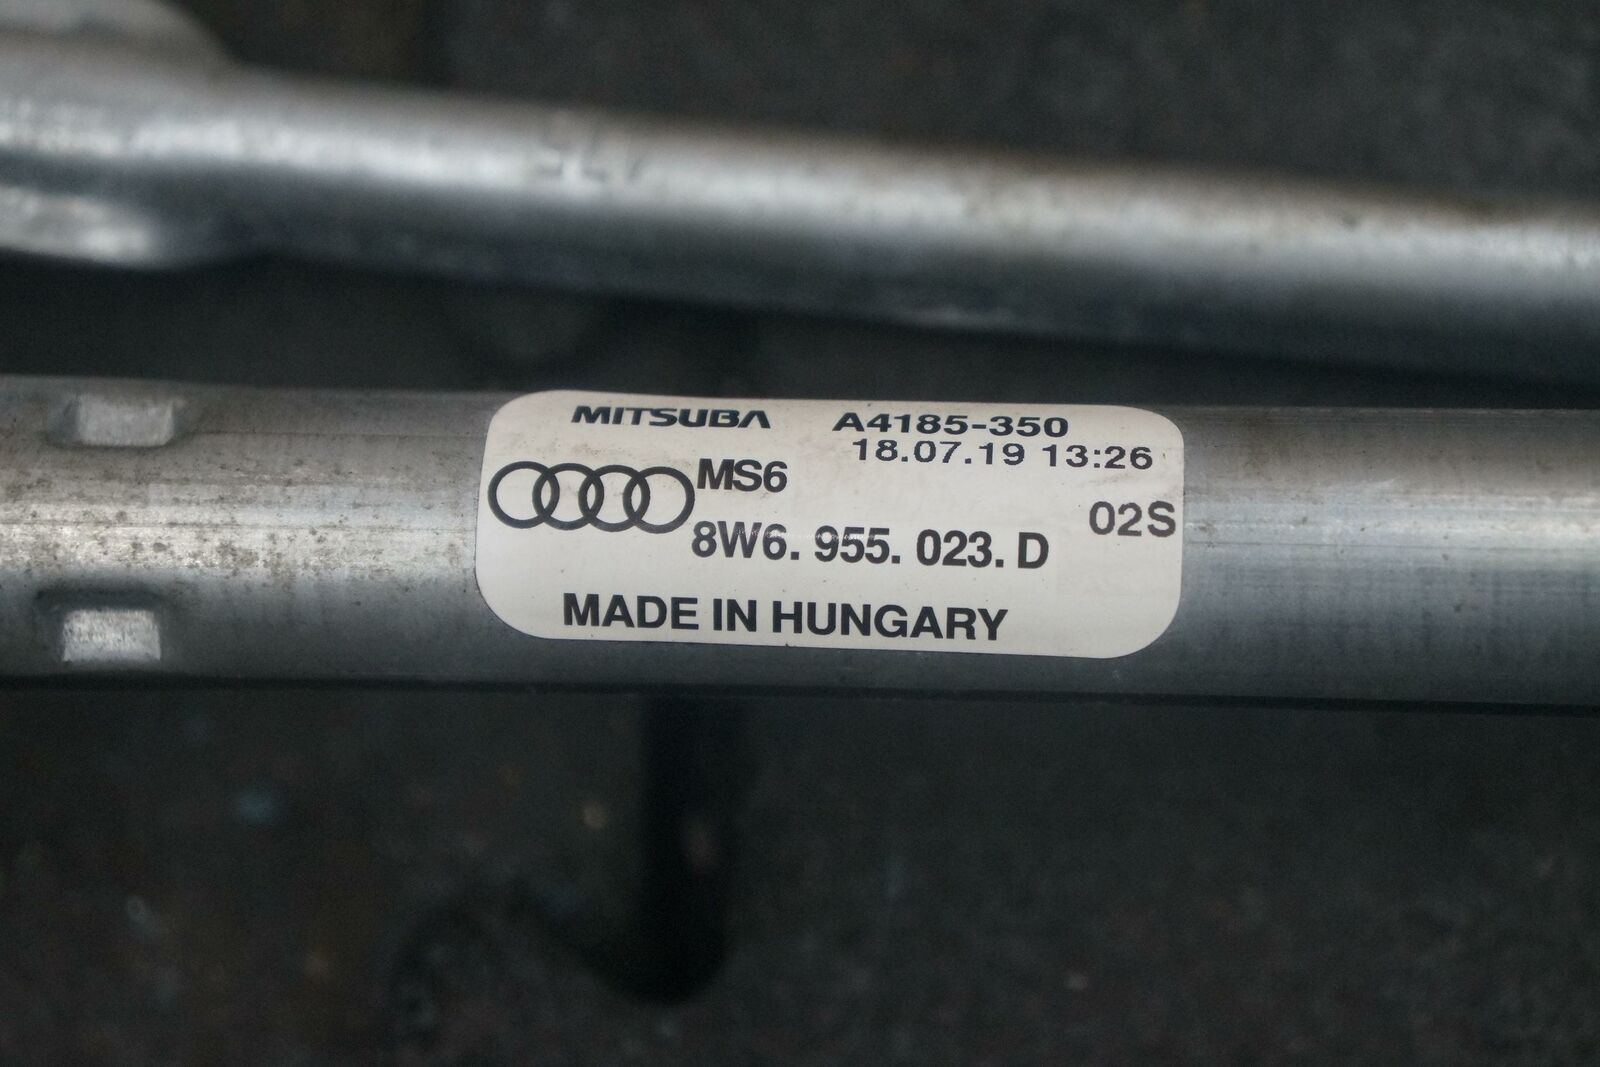 MITSUBA A4185-350
18.07.19 13:26
MS6
02S
8W6. 955. 023. D
MADE IN HUNGARY